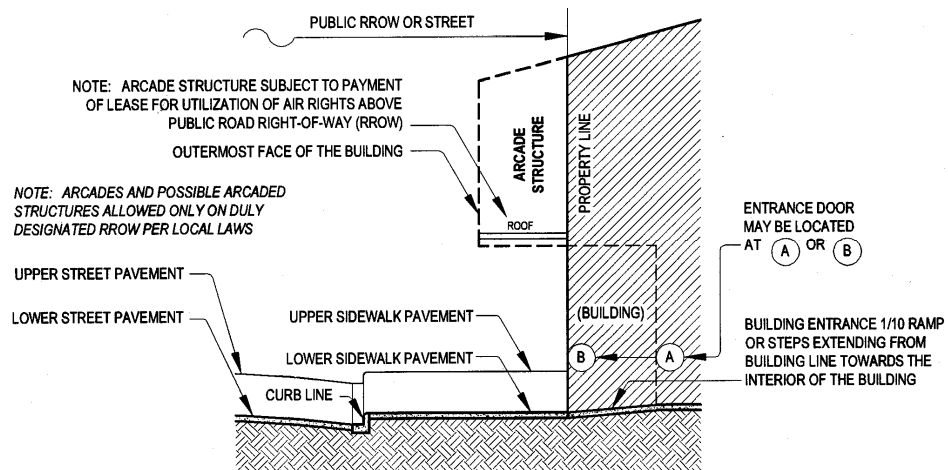 PUBLIC RROW OR STREET
NOTE: ARCADE STRUCTURE SUBJECT TO PAYMENT
OF LEASE FOR UTILIZATION OF AIR RIGHTS ABOVE
PUBLIC ROAD RIGHT-OF-WAY (RROW)
OUTERMOST FACE OF THE BUILDING
ARCADE
STRUCTURE
PROPERTY LINE
NOTE: ARCADES AND POSSIBLE ARCADED
STRUCTURES ALLOWED ONLY ON DULY
DESIGNATED RROW PER LOCAL LAWS
ROOF
ENTRANCE DOOR
MAY BE LOCATED
AT A OR B
UPPER STREET PAVEMENT
LOWER STREET PAVEMENT
UPPER SIDEWALK PAVEMENT
(BUILDING)
LOWER SIDEWALK PAVEMENT
B
A
BUILDING ENTRANCE 1/10 RAMP
OR STEPS EXTENDING FROM
BUILDING LINE TOWARDS THE
INTERIOR OF THE BUILDING
CURB LINE